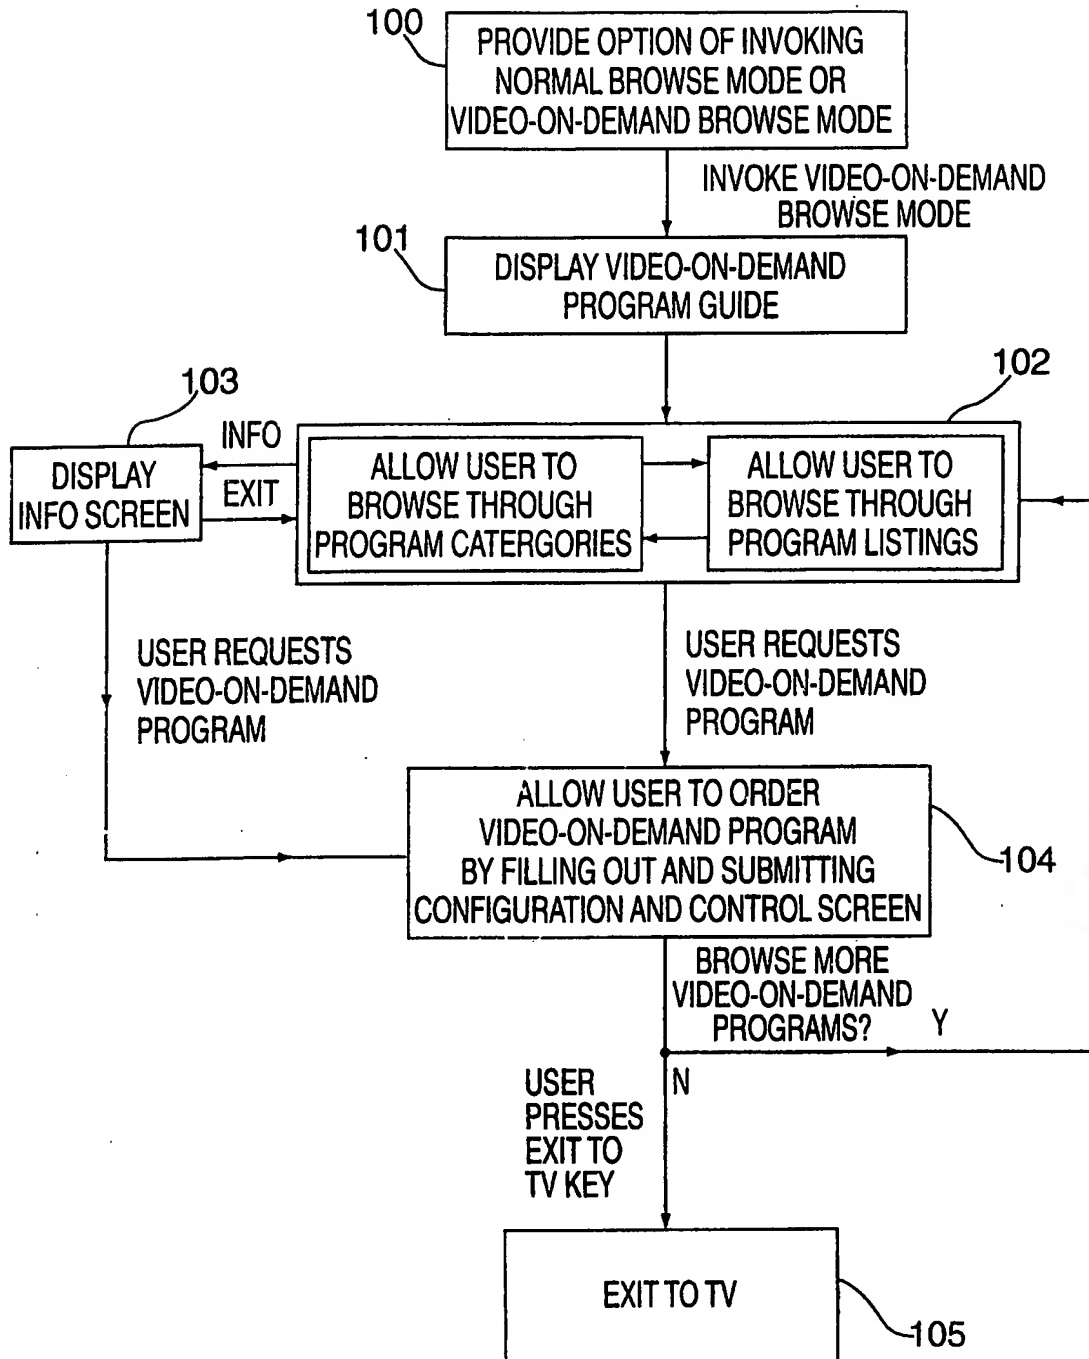 100
PROVIDE OPTION OF INVOKING
NORMAL BROWSE MODE OR
VIDEO-ON-DEMAND BROWSE MODE
INVOKE VIDEO-ON-DEMAND
BROWSE MODE
101
DISPLAY VIDEO-ON-DEMAND
PROGRAM GUIDE
102
103
DISPLAY
INFO SCREEN
INFO
EXIT
ALLOW USER TO
BROWSE THROUGH
PROGRAM CATERGORIES
ALLOW USER TO
BROWSE THROUGH
PROGRAM LISTINGS
USER REQUESTS
VIDEO-ON-DEMAND
PROGRAM
USER REQUESTS
VIDEO-ON-DEMAND
PROGRAM
ALLOW USER TO ORDER
VIDEO-ON-DEMAND PROGRAM
BY FILLING OUT AND SUBMITTING
CONFIGURATION AND CONTROL SCREEN
104
BROWSE MORE
VIDEO-ON-DEMAND
PROGRAMS?
Y
N
USER
PRESSES
EXIT TO
TV KEY
EXIT TO TV
105